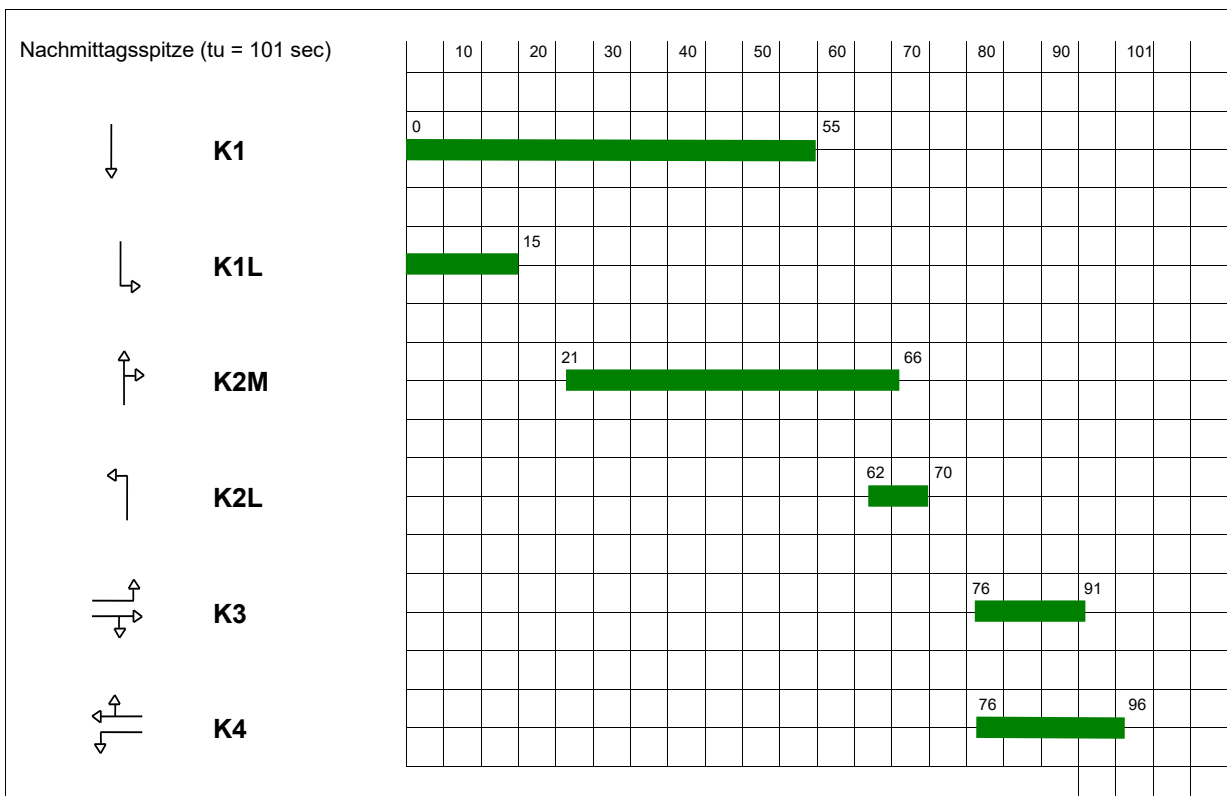 Nachmittagsspitze (tu = 101 sec) 10 20 30 40 50 60 70 80 90 101
0 55
K1
15
K1L
21 66
K2M
62 70
K2L
76 91
K3
76 96
K4